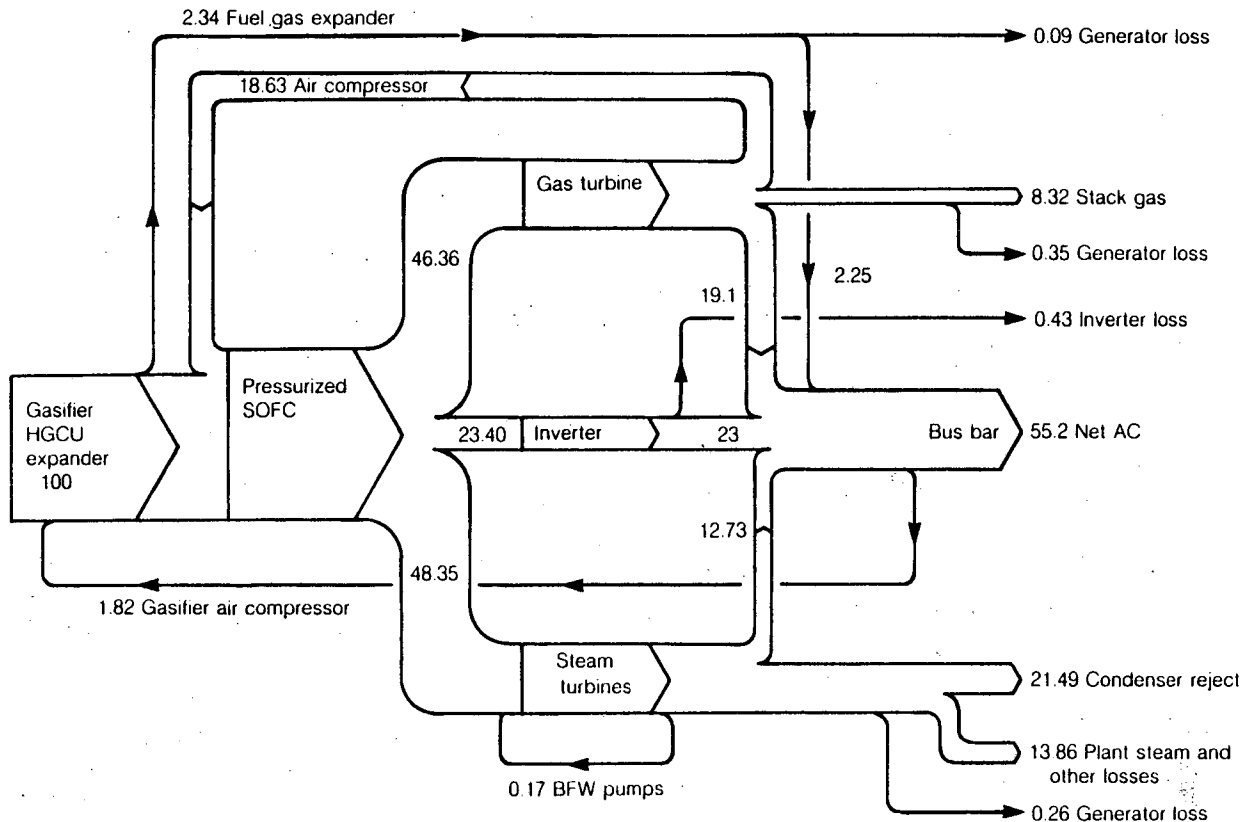 2.34 Fuel gas expander
0.09 Generator loss
18.63 Air compressor
Gas turbine
8.32 Stack gas
46.36
0.35 Generator loss
2.25
19.1
0.43 Inverter loss
Gasifier
HGCU
expander
100
Pressurized
SOFC
23.40
Inverter
23
Bus bar
55.2 Net AC
12.73
48.35
1.82 Gasifier air compressor
Steam
turbines
21.49 Condenser reject
13.86 Plant steam and
other losses
0.17 BFW pumps
0.26 Generator loss